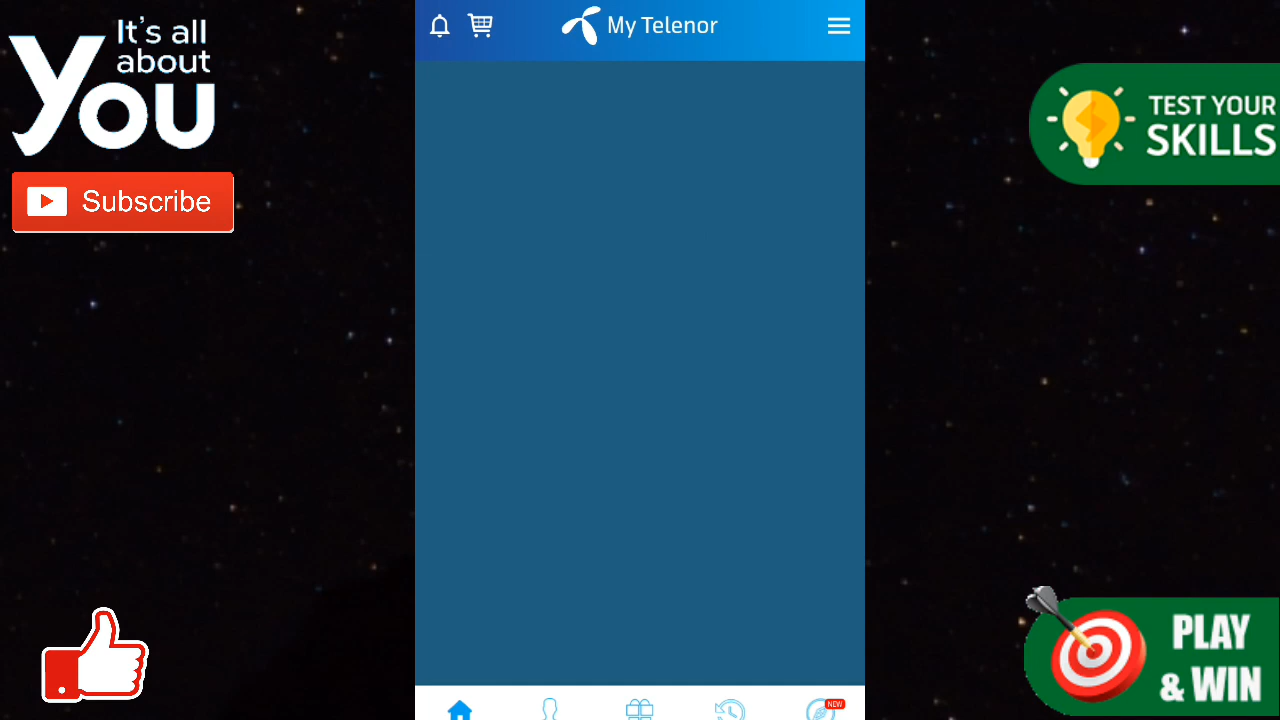 It's all
about
you
Subscribe
My Telenor
TEST YOUR
SKILLS
PLAY
& WIN
NEW